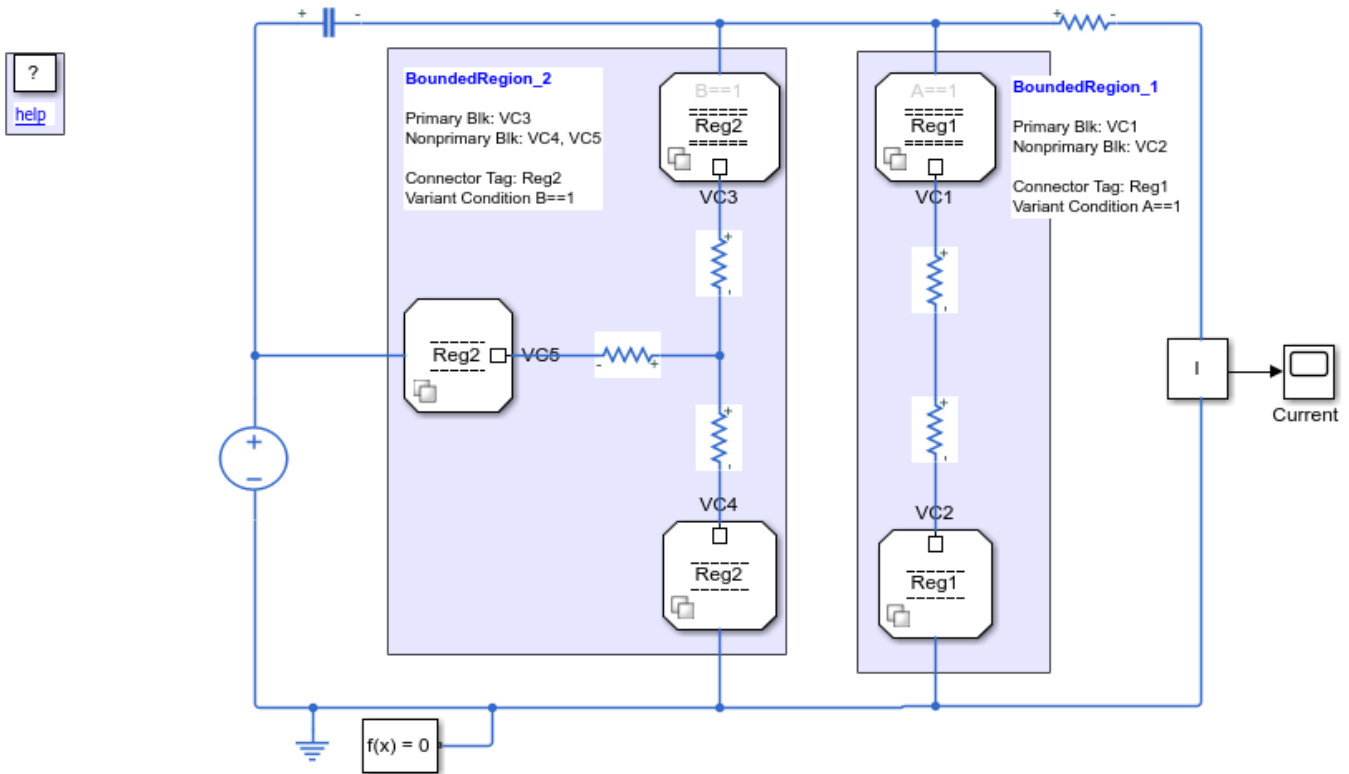 ?
help
+ -
BoundedRegion_2
Primary Blk: VC3
Nonprimary Blk: VC4, VC5
Connector Tag: Reg2
Variant Condition B==1
B==1
Reg2
VC3
+
-
Reg2
VC5
- +
+
-
VC4
Reg2
A==1
Reg1
VC1
+
-
+
-
VC2
Reg1
+ -
BoundedRegion_1
Primary Blk: VC1
Nonprimary Blk: VC2
Connector Tag: Reg1
Variant Condition A==1
I
Current
+
−
f(x) = 0